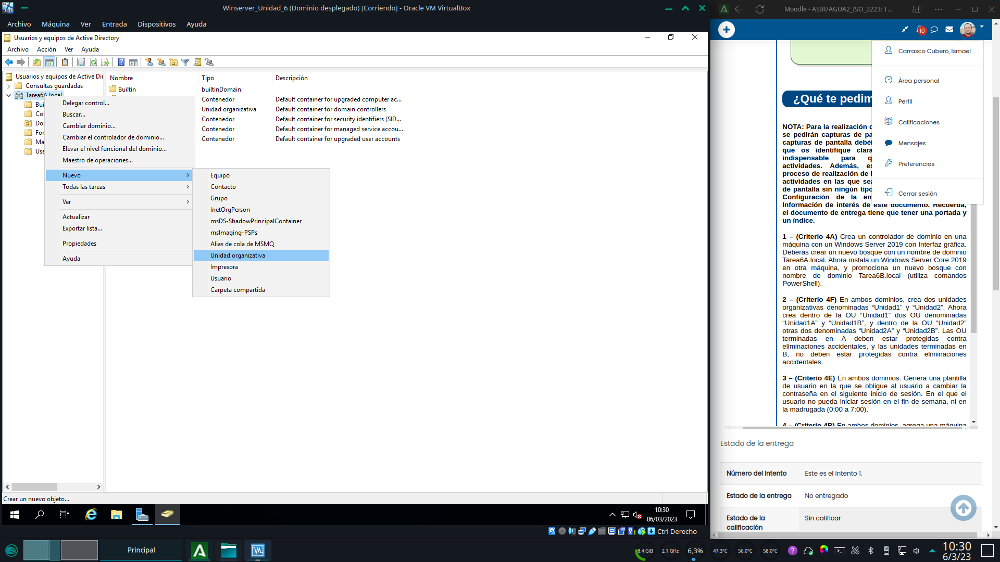 Winserver_Unidad_6 (Dominio desplegado) [Corriendo] - Oracle VM VirtualBox
Archivo Máquina Ver Entrada Dispositivos Ayuda
Usuarios y equipos de Active Directory
Archivo Acción Ver Ayuda
Usuarios y equipos de Active Dir
Consultas guardadas
Tarea6A.local
Bui
Co
Do
For
Ma
Use
Nombre Tipo Descripción
Builtin builtinDomain
Contenedor Default container for upgraded computer ac...
Unidad organizativa Default container for domain controllers
Contenedor Default container for security identifiers (SID...
Contenedor Default container for managed service accou...
Contenedor Default container for upgraded user accounts
Delegar control...
Buscar...
Cambiar dominio...
Cambiar el controlador de dominio...
Elevar el nivel funcional del dominio...
Maestro de operaciones...
Nuevo
Todas las tareas
Ver
Actualizar
Exportar lista...
Propiedades
Ayuda
Equipo
Contacto
Grupo
InetOrgPerson
msDS-ShadowPrincipalContainer
msImaging-PSPs
Alias de cola de MSMQ
Unidad organizativa
Impresora
Usuario
Carpeta compartida
Crear un nuevo objeto...
10:30
06/03/2023
Ctrl Derecho
Moodle - ASIR/AGUA2_ISO_2223: T...
10
Carrasco Cubero, Ismael
Área personal
Perfil
Calificaciones
Mensajes
Preferencias
Cerrar sesión
¿Qué te pedim
NOTA: Para la realización
se pedirán capturas de pa
capturas de pantalla debéi
que os identifique clara
indispensable para q
actividades. Además, es
proceso de realización de l
actividades en las que sea
de pantalla sin ningún tipo
Configuración de la en
Información de interés de este documento. Recuerda,
el documento de entrega tiene que tener una portada y
un índice.
1 – (Criterio 4A) Crea un controlador de dominio en una
máquina con un Windows Server 2019 con Interfaz gráfica.
Deberás crear un nuevo bosque con un nombre de dominio
Tarea6A.local. Ahora instala un Windows Server Core 2019
en otra máquina, y promociona un nuevo bosque con
nombre de dominio Tarea6B.local (utiliza comandos
PowerShell).
2 – (Criterio 4F) En ambos dominios, crea dos unidades
organizativas denominadas “Unidad1” y “Unidad2”. Ahora
crea dentro de la OU “Unidad1” dos OU denominadas
“Unidad1A” y “Unidad1B”, y dentro de la OU “Unidad2”
otras dos denominadas “Unidad2A” y “Unidad2B”. Las OU
terminadas en A deben estar protegidas contra
eliminaciones accidentales, y las unidades terminadas en
B, no deben estar protegidas contra eliminaciones
accidentales.
3 – (Criterio 4E) En ambos dominios. Genera una plantilla
de usuario en la que se obligue al usuario a cambiar la
contraseña en el siguiente inicio de sesión. En el que el
usuario no pueda iniciar sesión en el fin de semana, ni en
la madrugada (0:00 a 7:00).
4 – (Criterio 4B) En ambos dominios, agrega una máquina
Estado de la entrega
Número del intento Este es el intento 1.
Estado de la entrega No entregado
Estado de la calificación Sin calificar
Principal
8,4 GiB 2,1 GHz 6,3% 47,3°C 56,0°C 58,0°C
10:30
6/3/23